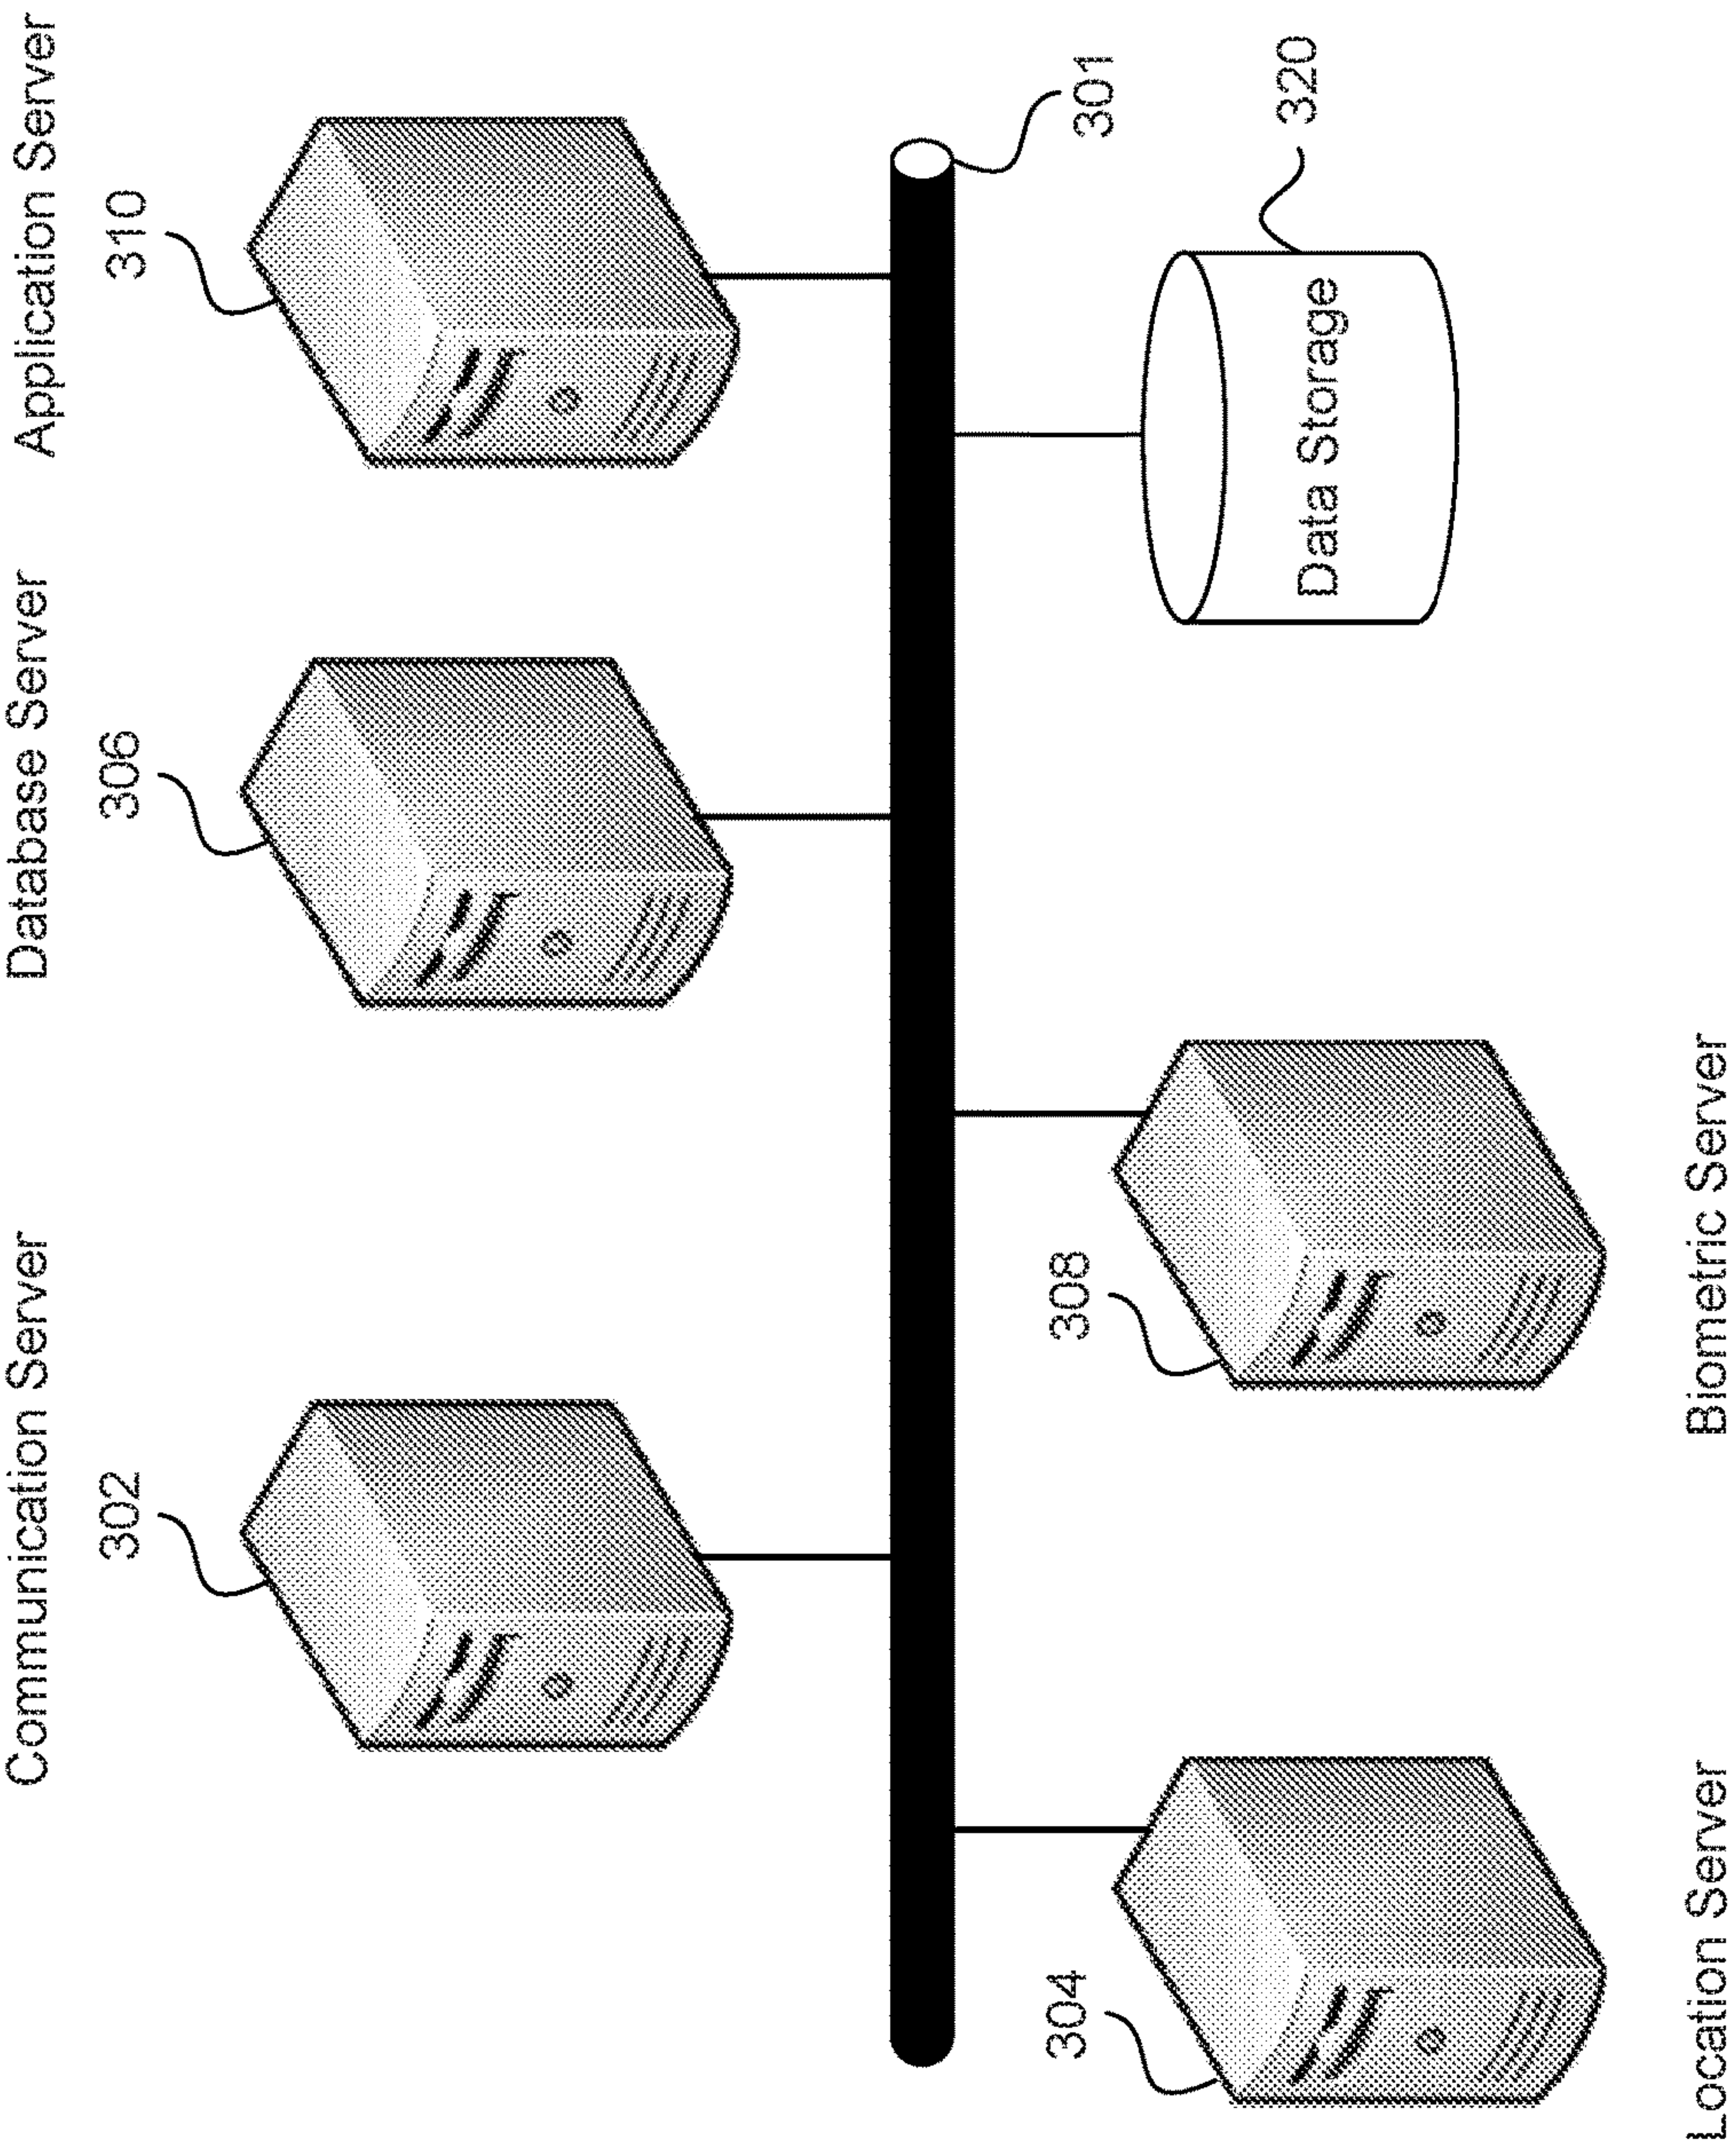 Communication Server
Database Server
Application Server
302
306
310
301
304
308
320
Data Storage
Location Server
Biometric Server